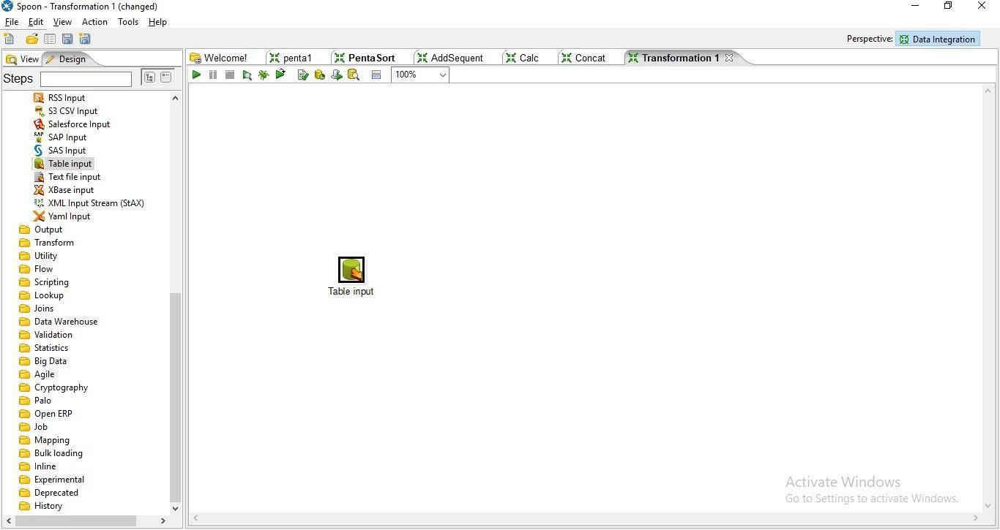 Spoon - Transformation 1 (changed)
File Edit View Action Tools Help
Perspective: Data Integration
View Design
Welcome! penta1 PentaSort AddSequent Calc Concat Transformation 1
Steps
100%
RSS Input
S3 CSV Input
Salesforce Input
SAP Input
SAS Input
Table input
Text file input
XBase input
XML Input Stream (StAX)
Yaml Input
Output
Transform
Utility
Flow
Scripting
Lookup
Joins
Data Warehouse
Validation
Statistics
Big Data
Agile
Cryptography
Palo
Open ERP
Job
Mapping
Bulk loading
Inline
Experimental
Deprecated
History
Table input
Activate Windows
Go to Settings to activate Windows.